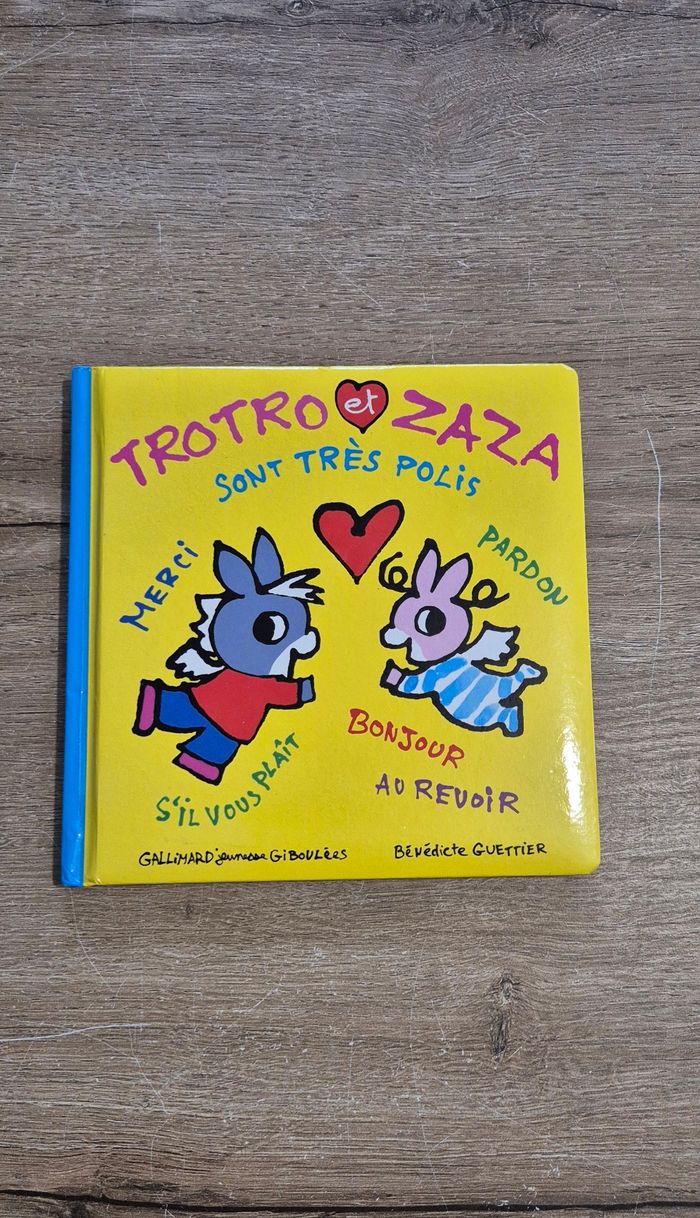 TROTRO et ZAZA
SONT TRÈS POLIS
MERCI
PARDON
S'IL VOUS PLAÎT
BONJOUR
AU REVOIR
GALLIMARD jeunesse GiBOULÉES
BÉNÉDICTE GUETTIER